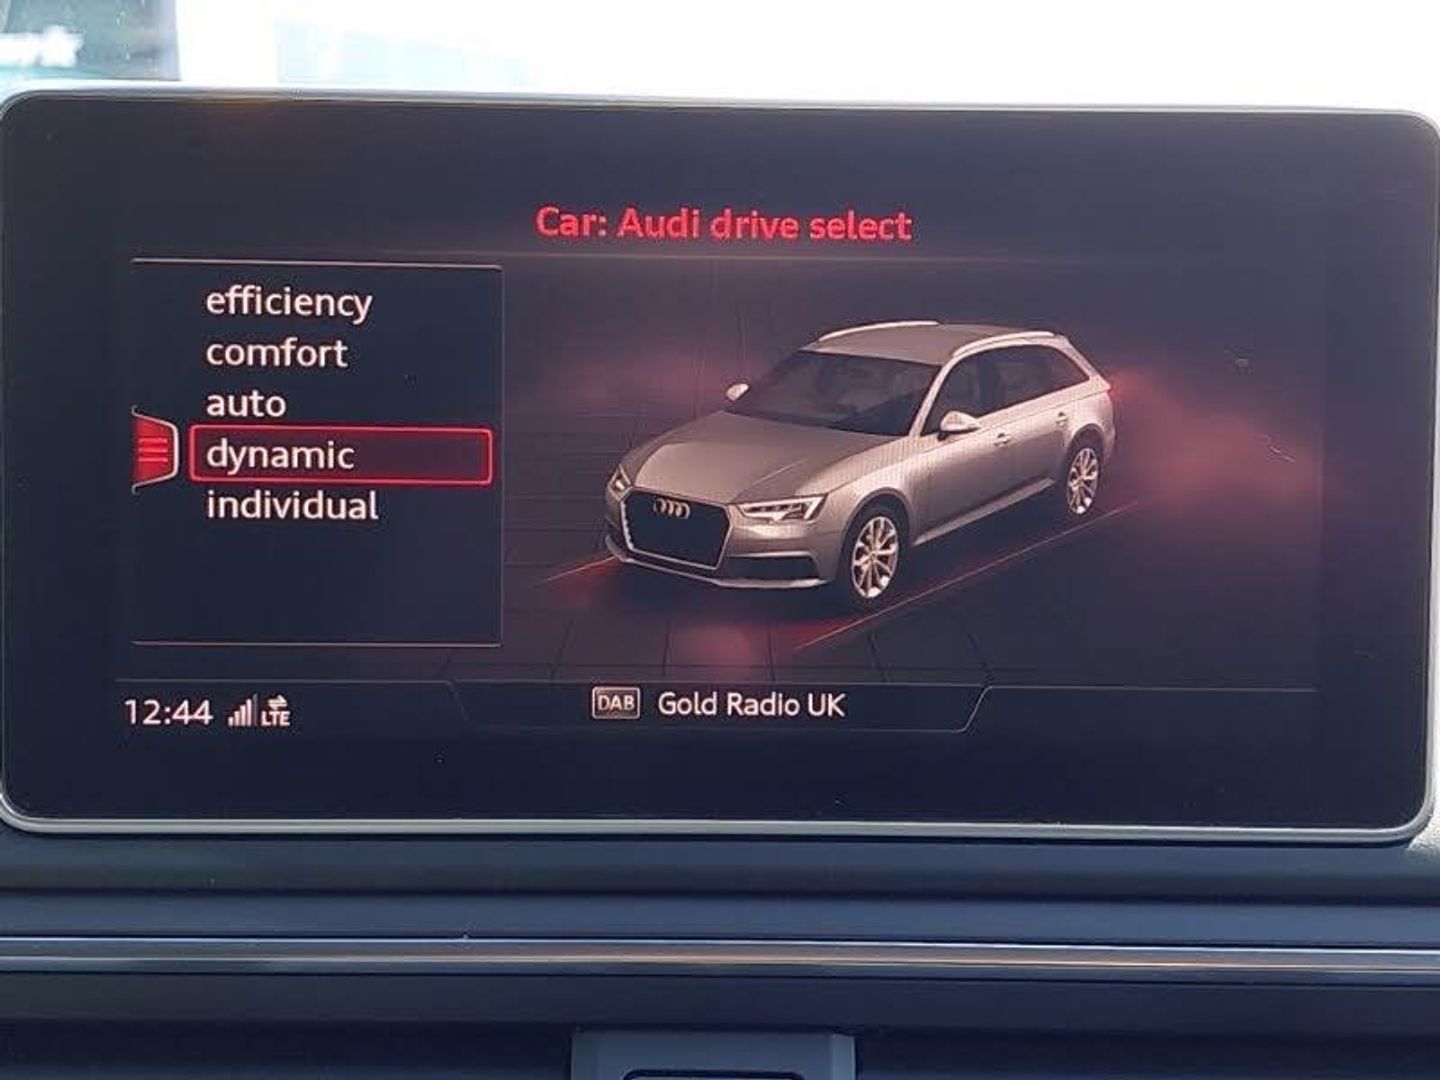 Car: Audi drive select
efficiency
comfort
auto
dynamic
individual
12:44 LTE
DAB Gold Radio UK